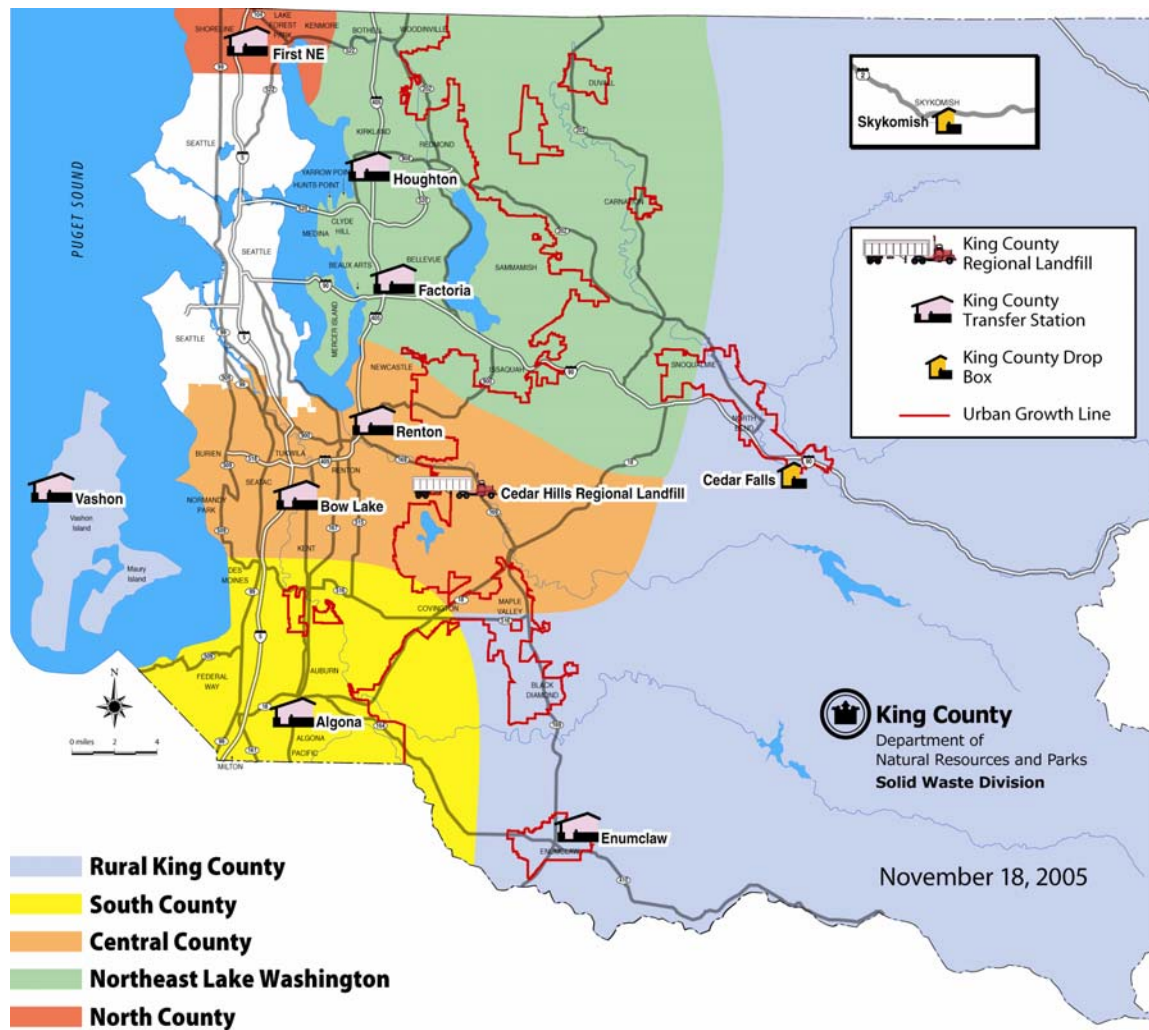 LAKE
FOREST
PARK
SHORELINE
KENMORE
BOTHELL
WOODINVILLE
First NE
DUVALL
SKYKOMISH
Skykomish
SEATTLE
KIRKLAND
REDMOND
YARROW POINT
HUNTS POINT
Houghton
CARNATION
PUGET SOUND
CLYDE
HILL
MEDINA
SEATTLE
BEAUX ARTS
BELLEVUE
SAMMAMISH
Factoria
MERCER ISLAND
SEATTLE
NEWCASTLE
ISSAQUAH
SNOQUALMIE
NORTH
BEND
King County
Regional Landfill
King County
Transfer Station
King County Drop
Box
Urban Growth Line
Renton
BURIEN
TUKWILA
SEATAC
RENTON
Cedar Falls
Vashon
Vashon
Island
NORMANDY
PARK
Bow Lake
Cedar Hills Regional Landfill
KENT
Maury
Island
DES
MOINES
COVINGTON
MAPLE
VALLEY
N
FEDERAL
WAY
AUBURN
BLACK
DIAMOND
0 miles 2 4
Algona
ALGONA
PACIFIC
MILTON
King County
Department of
Natural Resources and Parks
Solid Waste Division
Enumclaw
ENUMCLAW
November 18, 2005
Rural King County
South County
Central County
Northeast Lake Washington
North County